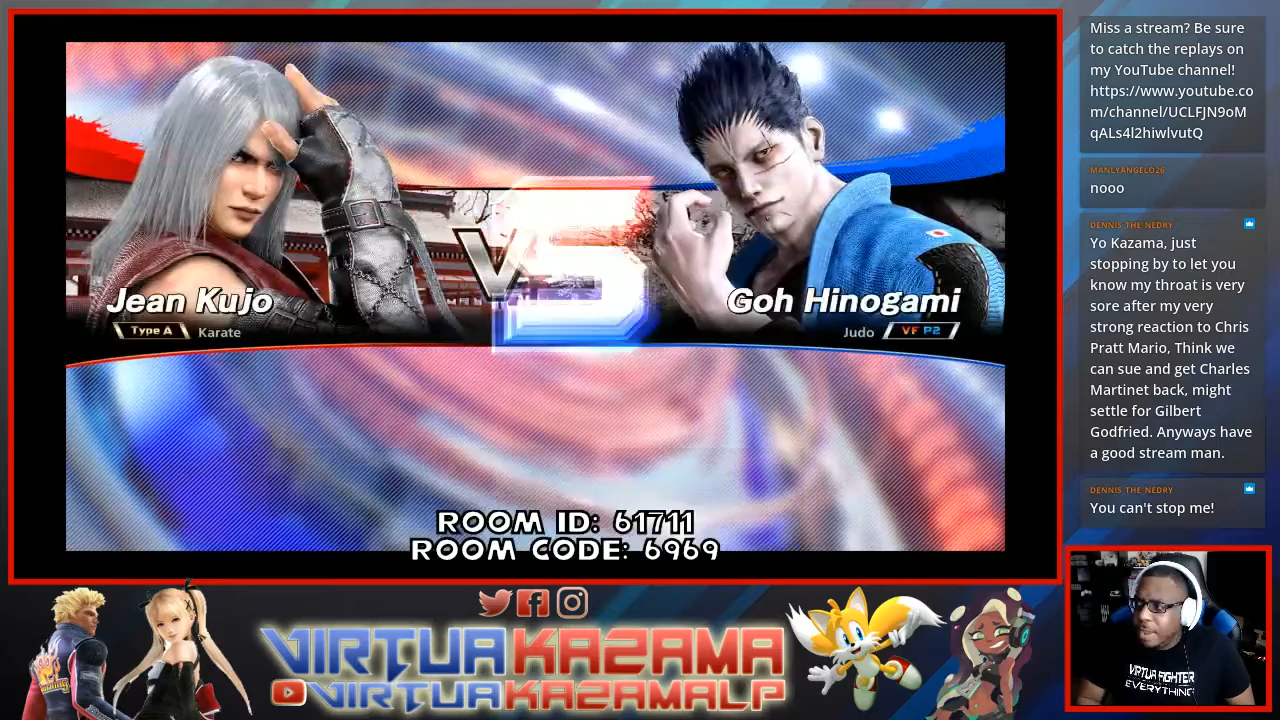 Miss a stream? Be sure
to catch the replays on
my YouTube channel!
https://www.youtube.co
m/channel/UCLFJN9oM
qALs4l2hiwlvutQ
MANLYANGELO26
nooo
DENNIS THE NEDRY
Yo Kazama, just
stopping by to let you
know my throat is very
sore after my very
strong reaction to Chris
Pratt Mario, Think we
can sue and get Charles
Martinet back, might
settle for Gilbert
Godfried. Anyways have
a good stream man.
DENNIS THE NEDRY
You can't stop me!
VS
Jean Kujo
Type A Karate
Goh Hinogami
Judo VF P2
ROOM ID: 61711
ROOM CODE: 6969
VIRTUAKAZAMA
VIRTUAKAZAMALP
VIRTUA FIGHTER
EVERYTHING